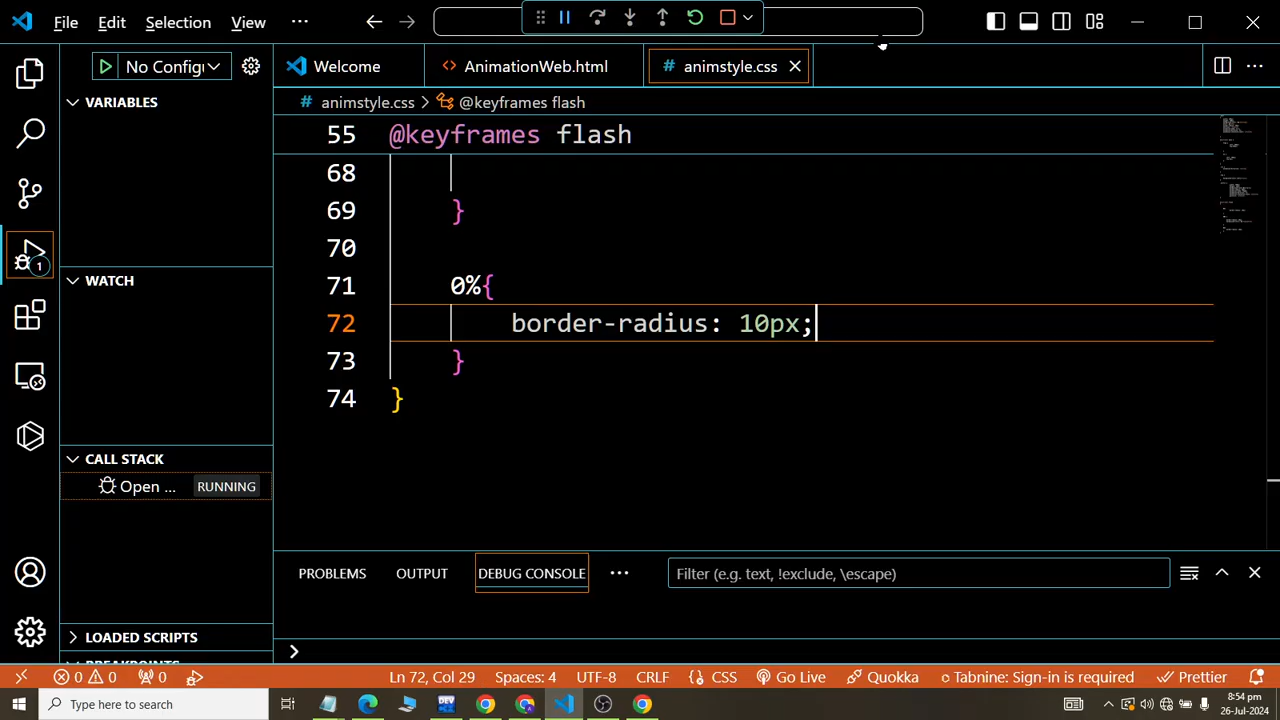 File Edit Selection View ...
No Config
Welcome
<> AnimationWeb.html
# animstyle.css
VARIABLES
# animstyle.css > @keyframes flash
55 @keyframes flash
68
69 }
70
71 0%{
72 border-radius: 10px;
73 }
74 }
1
WATCH
CALL STACK
Open ... RUNNING
LOADED SCRIPTS
BREAKPOINTS
PROBLEMS OUTPUT DEBUG CONSOLE ...
Filter (e.g. text, !exclude, \escape)
0 0 0 Ln 72, Col 29 Spaces: 4 UTF-8 CRLF {} CSS Go Live Quokka Tabnine: Sign-in is required Prettier
Type here to search
DEV
8:54 pm
26-Jul-2024